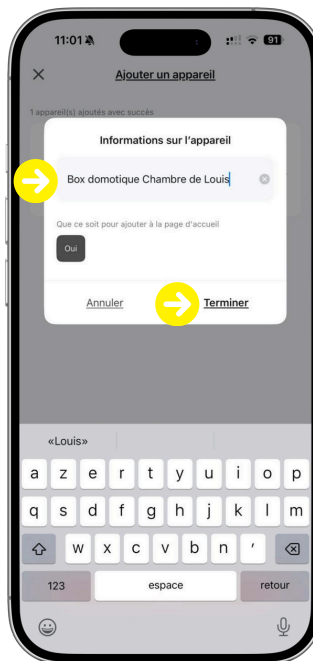 11:01
91
Ajouter un appareil
1 appareil(s) ajoutés avec succès
Informations sur l'appareil
Box domotique Chambre de Louis
Que ce soit pour ajouter à la page d'accueil
Oui
Annuler
Terminer
«Louis»
a z e r t y u i o p
q s d f g h j k l m
w x c v b n '
123 espace retour